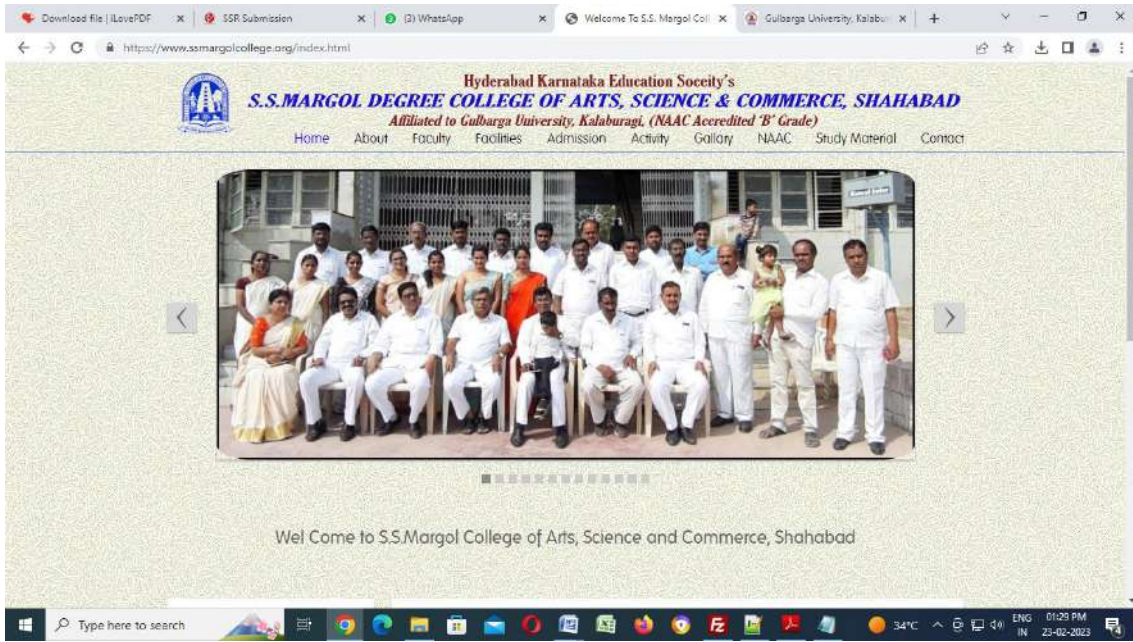 Download file | iLovePDF
SSR Submission
(3) WhatsApp
Welcome To S.S. Margol Coll
Gulbarga University, Kalabu
https://www.ssmargolcollege.org/index.html
Hyderabad Karnataka Education Soceity's
S.S.MARGOL DEGREE COLLEGE OF ARTS, SCIENCE & COMMERCE, SHAHABAD
Affiliated to Gulbarga University, Kalaburagi, (NAAC Accredited 'B' Grade)
Home About Faculty Facilities Admission Activity Gallary NAAC Study Material Contact
Wel Come to S.S.Margol College of Arts, Science and Commerce, Shahabad
Type here to search
34°C
ENG 01:29 PM
IN 23-02-2023